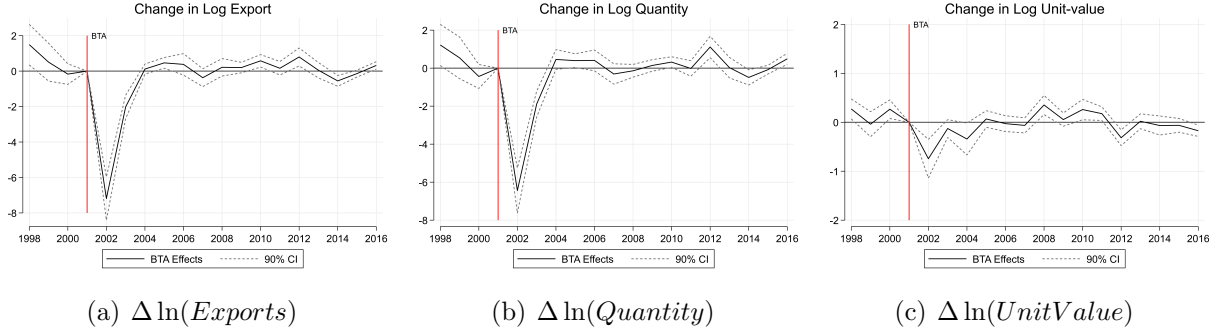 Change in Log Export
BTA
2
0
-2
-4
-6
-8
1998 2000 2002 2004 2006 2008 2010 2012 2014 2016
BTA Effects 90% CI
(a) Δ ln(Exports)
Change in Log Quantity
BTA
2
0
-2
-4
-6
-8
1998 2000 2002 2004 2006 2008 2010 2012 2014 2016
BTA Effects 90% CI
(b) Δ ln(Quantity)
Change in Log Unit-value
BTA
2
1
0
-1
-2
1998 2000 2002 2004 2006 2008 2010 2012 2014 2016
BTA Effects 90% CI
(c) Δ ln(UnitValue)